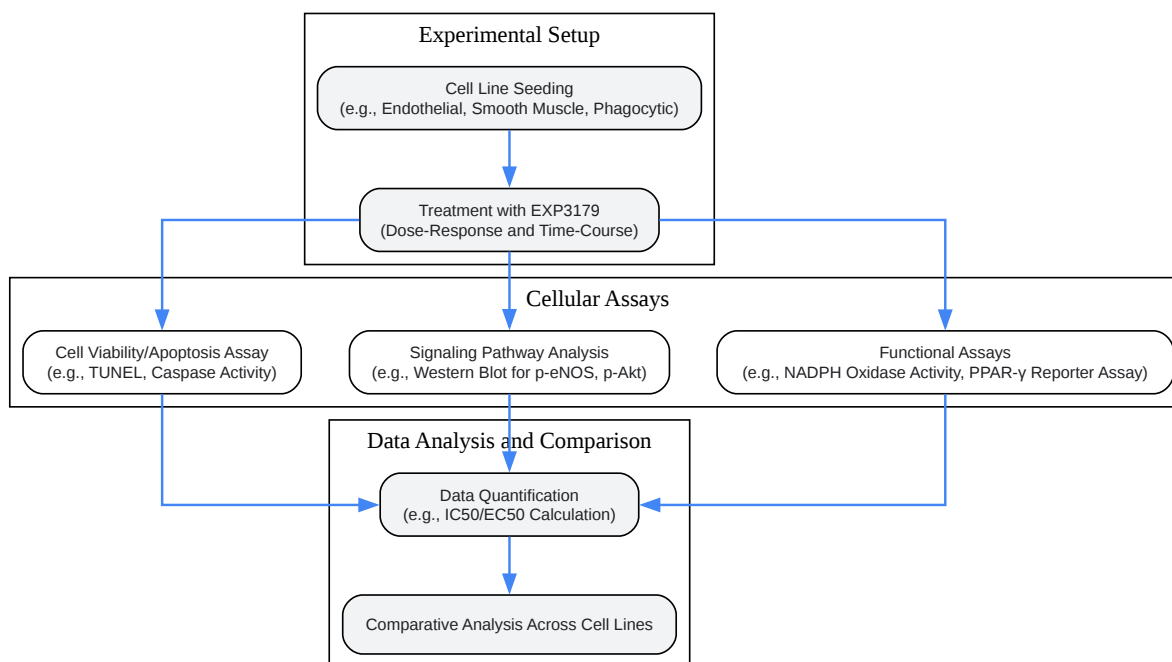 Experimental Setup
Cell Line Seeding
(e.g., Endothelial, Smooth Muscle, Phagocytic)
Treatment with EXP3179
(Dose-Response and Time-Course)
Cellular Assays
Cell Viability/Apoptosis Assay
(e.g., TUNEL, Caspase Activity)
Signaling Pathway Analysis
(e.g., Western Blot for p-eNOS, p-Akt)
Functional Assays
(e.g., NADPH Oxidase Activity, PPAR-γ Reporter Assay)
Data Analysis and Comparison
Data Quantification
(e.g., IC50/EC50 Calculation)
Comparative Analysis Across Cell Lines